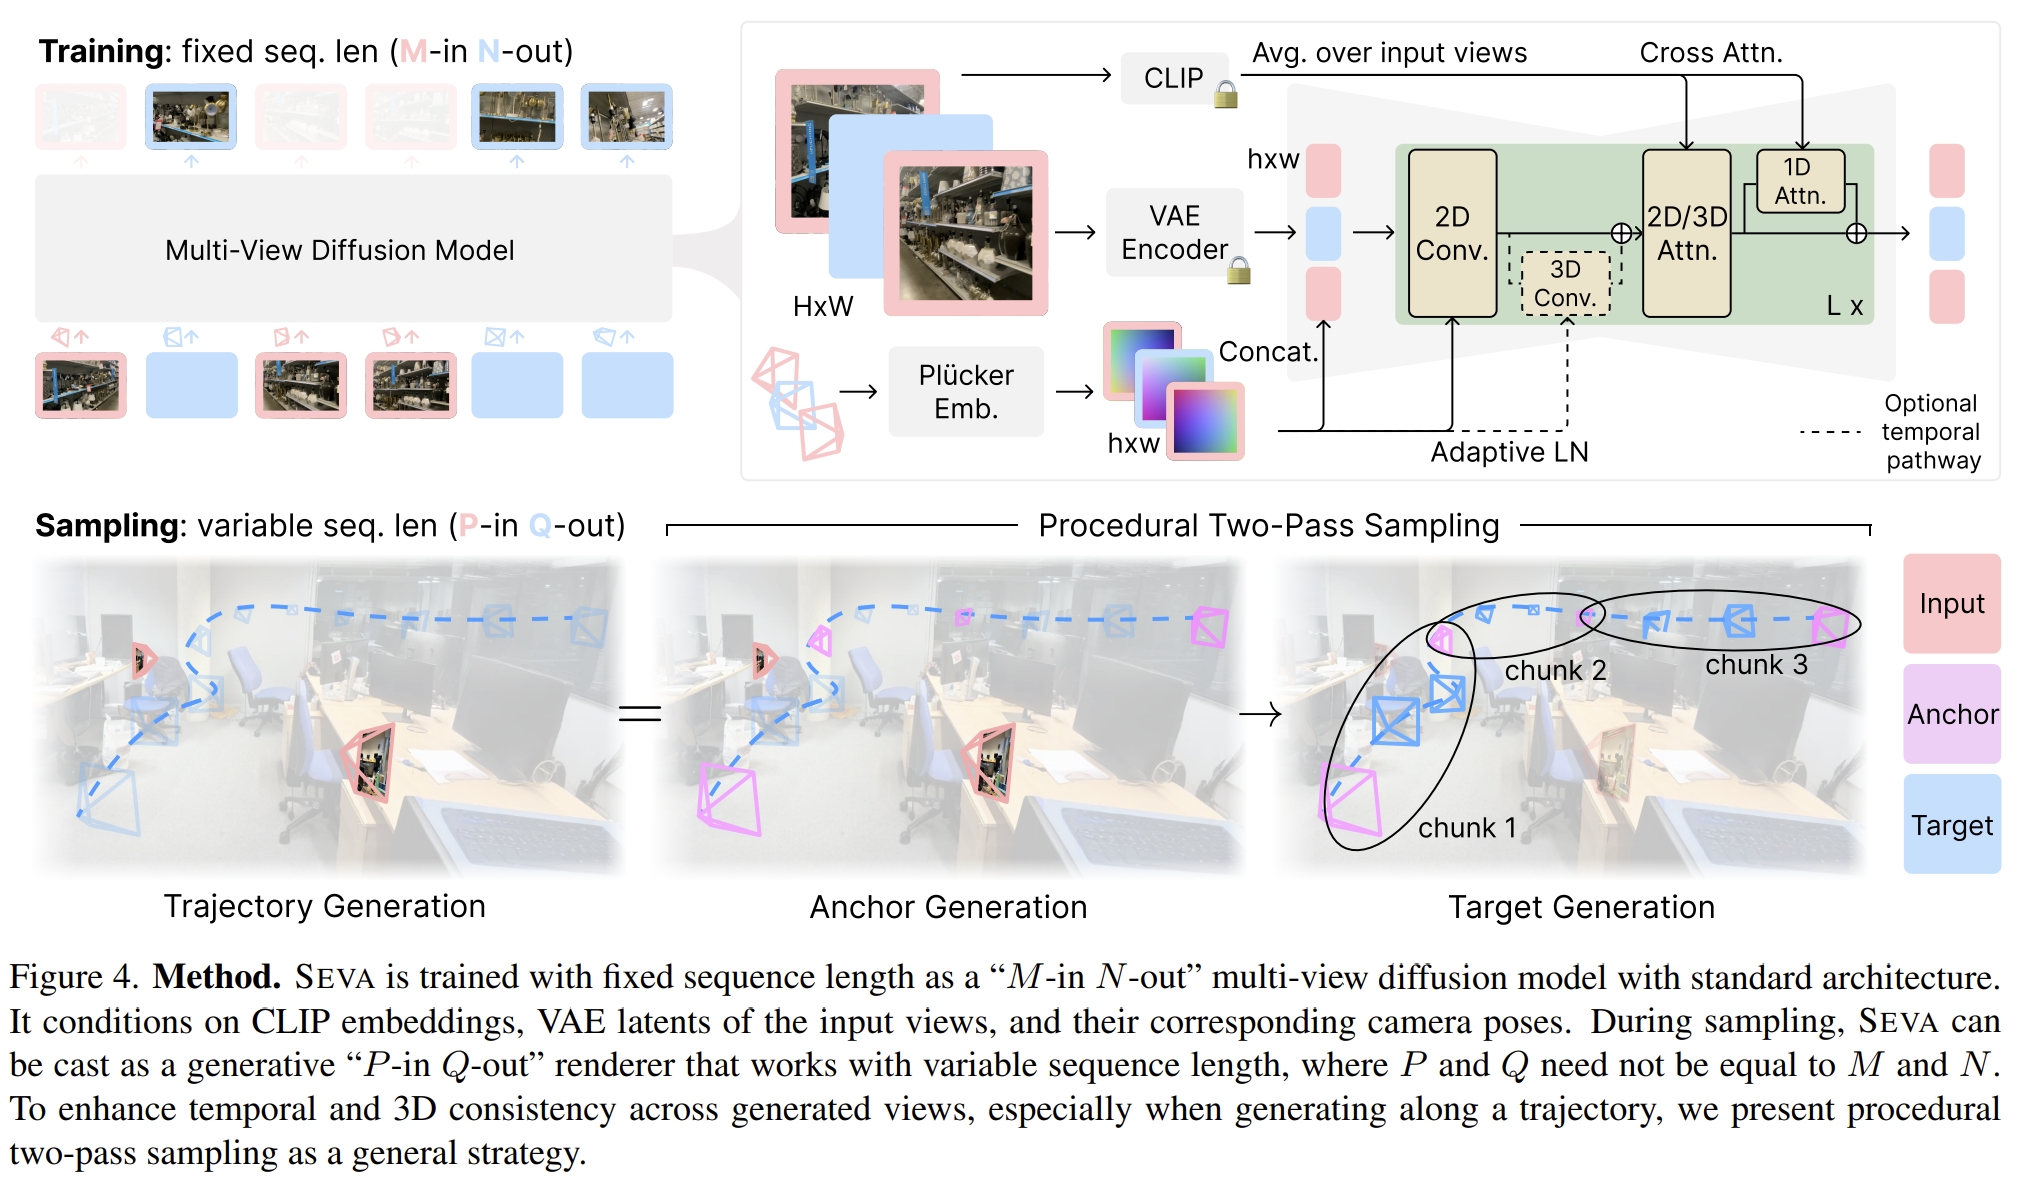 Training: fixed seq. len (M-in N-out)
Multi-View Diffusion Model
HxW
CLIP
Avg. over input views
Cross Attn.
VAE
Encoder
hxw
2D
Conv.
3D
Conv.
2D/3D
Attn.
1D
Attn.
L x
Plücker
Emb.
hxw
Concat.
Adaptive LN
Optional
temporal
pathway
Sampling: variable seq. len (P-in Q-out)
Procedural Two-Pass Sampling
=
chunk 1
chunk 2
chunk 3
Input
Anchor
Target
Trajectory Generation
Anchor Generation
Target Generation
Figure 4. Method. SEVA is trained with fixed sequence length as a “M-in N-out” multi-view diffusion model with standard architecture.
It conditions on CLIP embeddings, VAE latents of the input views, and their corresponding camera poses. During sampling, SEVA can
be cast as a generative “P-in Q-out” renderer that works with variable sequence length, where P and Q need not be equal to M and N.
To enhance temporal and 3D consistency across generated views, especially when generating along a trajectory, we present procedural
two-pass sampling as a general strategy.